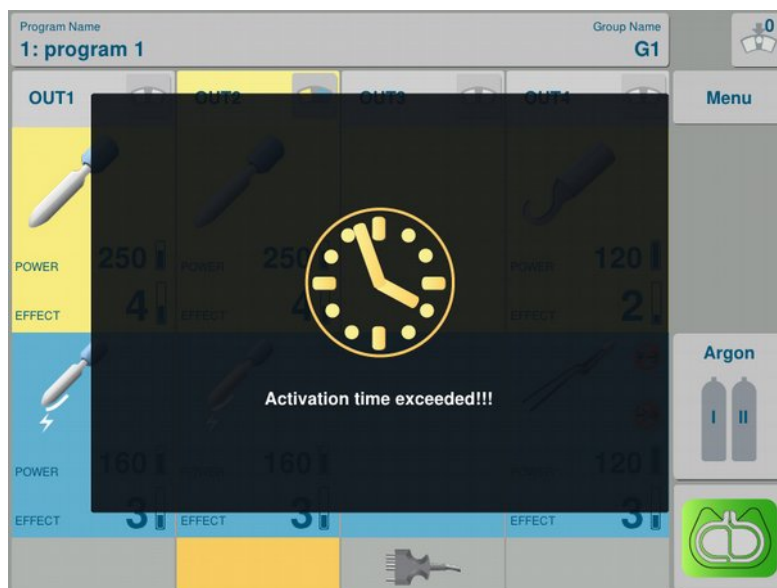 Program Name
1: program 1
Group Name
G1
0
OUT1
OUT2
OUT3
OUT4
Menu
POWER 250
POWER 250
POWER 120
EFFECT 4
EFFECT 4
EFFECT 2
Activation time exceeded!!!
Argon
I II
POWER 160
POWER 160
POWER 120
EFFECT 3
EFFECT 3
EFFECT 3